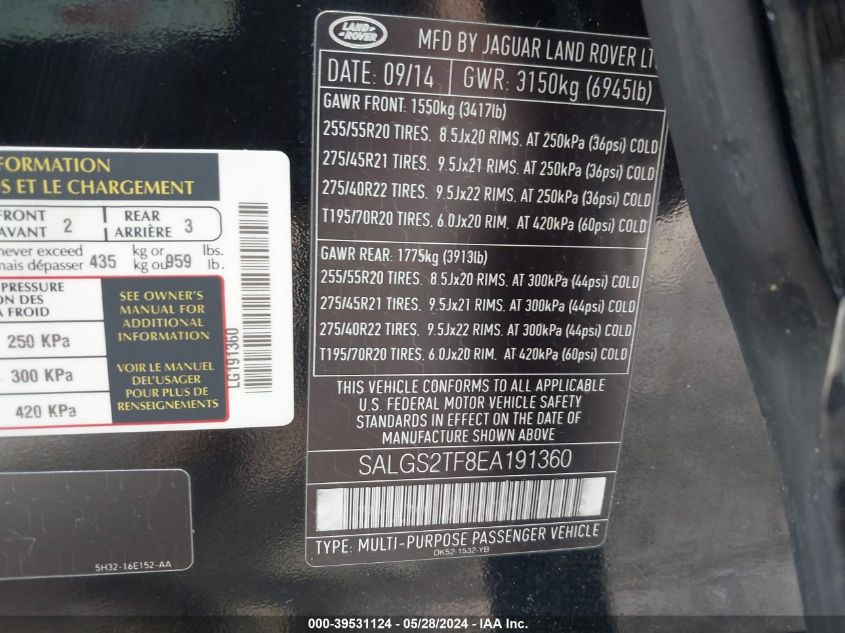 LAND ROVER
MFD BY JAGUAR LAND ROVER
DATE: 09/14 GWR: 3150kg (6945lb)
GAWR FRONT: 1550kg (3417lb)
255/55R20 TIRES. 8.5Jx20 RIMS. AT 250kPa (36psi) COLD
275/45R21 TIRES. 9.5Jx21 RIMS. AT 250kPa (36psi) COLD
275/40R22 TIRES. 9.5Jx22 RIMS. AT 250kPa (36psi) COLD
T195/70R20 TIRES. 6.0Jx20 RIM. AT 420kPa (60psi) COLD
GAWR REAR: 1775kg (3913lb)
255/55R20 TIRES. 8.5Jx20 RIMS. AT 300kPa (44psi) COLD
275/45R21 TIRES. 9.5Jx21 RIMS. AT 300kPa (44psi) COLD
275/40R22 TIRES. 9.5Jx22 RIMS. AT 300kPa (44psi) COLD
T195/70R20 TIRES. 6.0Jx20 RIM. AT 420kPa (60psi) COLD
THIS VEHICLE CONFORMS TO ALL APPLICABLE
U.S. FEDERAL MOTOR VEHICLE SAFETY
STANDARDS IN EFFECT ON THE DATE OF
MANUFACTURE SHOWN ABOVE
SALGS2TF8EA191360
TYPE: MULTI-PURPOSE PASSENGER VEHICLE
DK52-1532-YB
FORMATION
S ET LE CHARGEMENT
FRONT 2 REAR 3
AVANT ARRIÈRE
never exceed 435 kg or 959 lbs.
mais dépasser kg ou lb.
PRESSURE
ON DES
A FROID
250 KPa
300 KPa
420 KPa
SEE OWNER'S
MANUAL FOR
ADDITIONAL
INFORMATION
VOIR LE MANUEL
DEL'USAGER
POUR PLUS DE
RENSEIGNEMENTS
LG191360
5H32-16E152-AA
000-39531124 - 05/28/2024 - IAAI.com